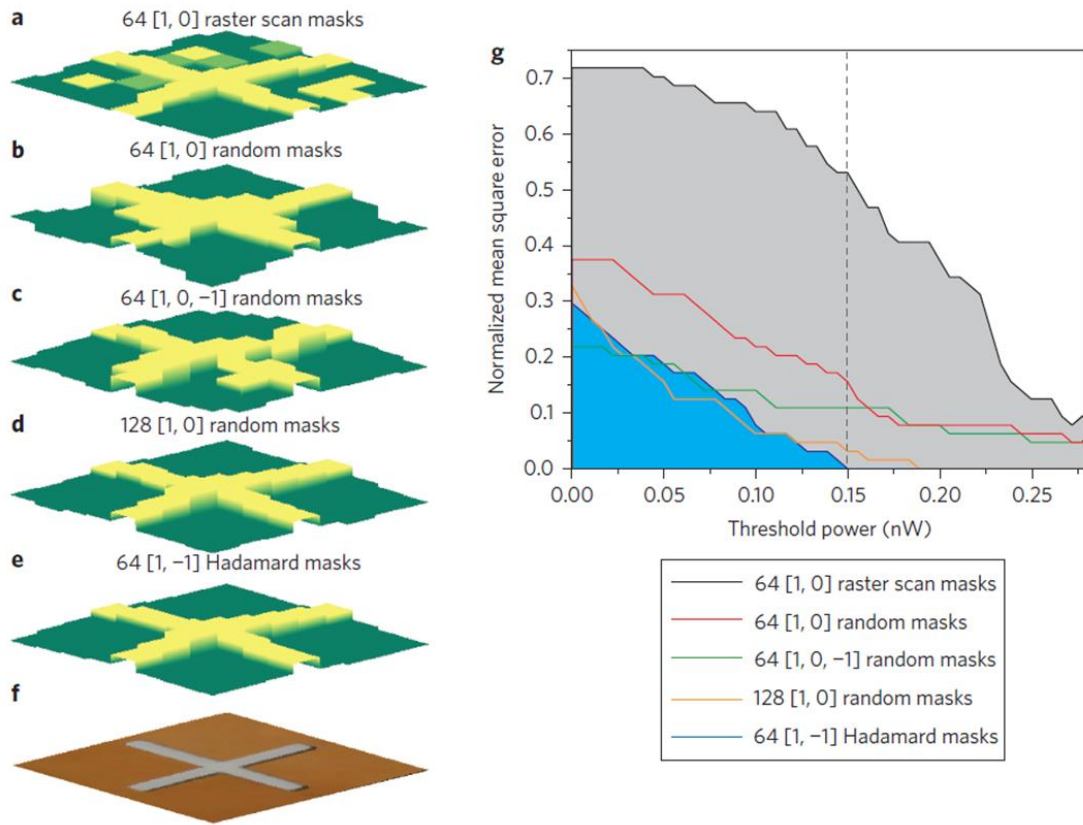 a
64 [1, 0] raster scan masks
b
64 [1, 0] random masks
c
64 [1, 0, −1] random masks
d
128 [1, 0] random masks
e
64 [1, −1] Hadamard masks
f
g
Normalized mean square error
0.7
0.6
0.5
0.4
0.3
0.2
0.1
0.0
0.00 0.05 0.10 0.15 0.20 0.25
Threshold power (nW)
64 [1, 0] raster scan masks
64 [1, 0] random masks
64 [1, 0, −1] random masks
128 [1, 0] random masks
64 [1, −1] Hadamard masks